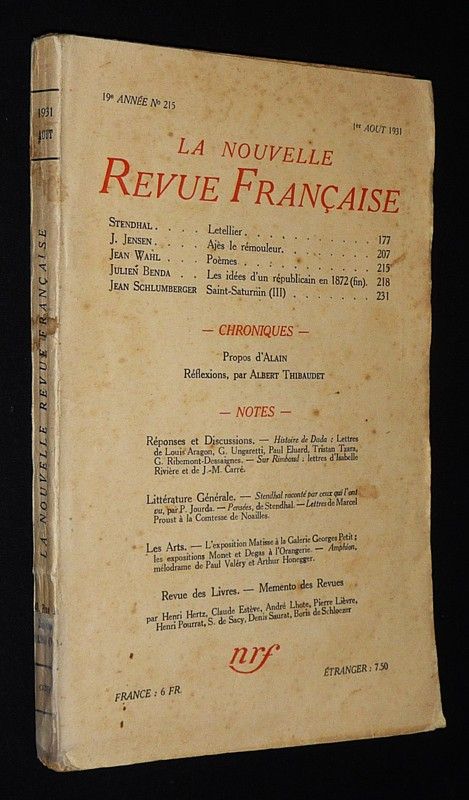 19e ANNÉE No 215
1er AOUT 1931
LA NOUVELLE
REVUE FRANÇAISE
STENDHAL . . . . Letellier . . . . . . . . . . . 177
J. JENSEN . . . . Ajès le rémouleur. . . . . . . . . 207
JEAN WAHL . . . . Poèmes . . . . . . . . . . . 215
JULIEN BENDA . . Les idées d'un républicain en 1872 (fin). 218
JEAN SCHLUMBERGER Saint-Saturnin (III) . . . . . . . . 231
— CHRONIQUES —
Propos d'ALAIN
Réflexions, par ALBERT THIBAUDET
— NOTES —
Réponses et Discussions. — Histoire de Dada : Lettres
de Louis Aragon, G. Ungaretti, Paul Eluard, Tristan Tzara,
G. Ribemont-Dessaignes. — Sur Rimbaud : lettres d'Isabelle
Rivière et de J.-M. Carré.
Littérature Générale. — Stendhal raconté par ceux qui l'ont
vu, par P. Jourda. — Pensées, de Stendhal. — Lettres de Marcel
Proust à la Comtesse de Noailles.
Les Arts. — L'exposition Matisse à la Galerie Georges Petit ;
les expositions Monet et Degas à l'Orangerie. — Amphion,
mélodrame de Paul Valéry et Arthur Honegger.
Revue des Livres. — Memento des Revues
par Henri Hertz, Claude Estève, André Lhote, Pierre Lièvre,
Henri Pourrat, S. de Sacy, Denis Saurat, Boris de Schloezer
nrf
FRANCE : 6 FR.
ÉTRANGER : 7.50
1931
AOUT
LA NOUVELLE REVUE FRANÇAISE